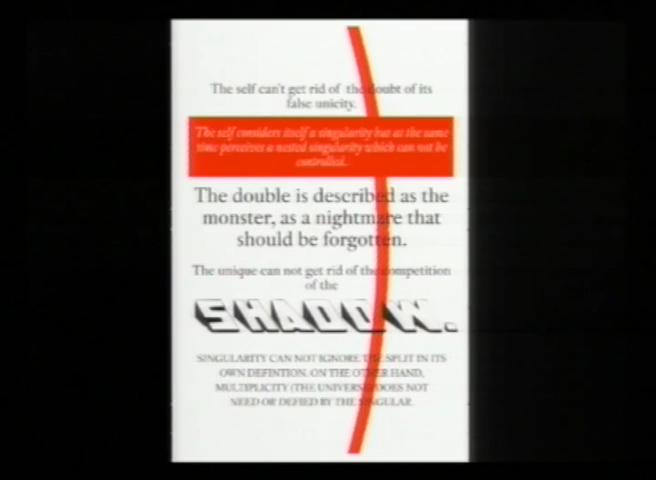 The self can't get rid of the doubt of its
false unicity.
The self considers itself a singularity but at the same
time perceives a nested singularity which can not be
controlled.
The double is described as the
monster, as a nightmare that
should be forgotten.
The unique can not get rid of the competition
of the
SHADOW.
SINGULARITY CAN NOT IGNORE THE SPLIT IN ITS
OWN DEFINTION. ON THE OTHER HAND,
MULTIPLICITY (THE UNIVERS) DOES NOT
NEED OR DEFIED BY THE SINGULAR.